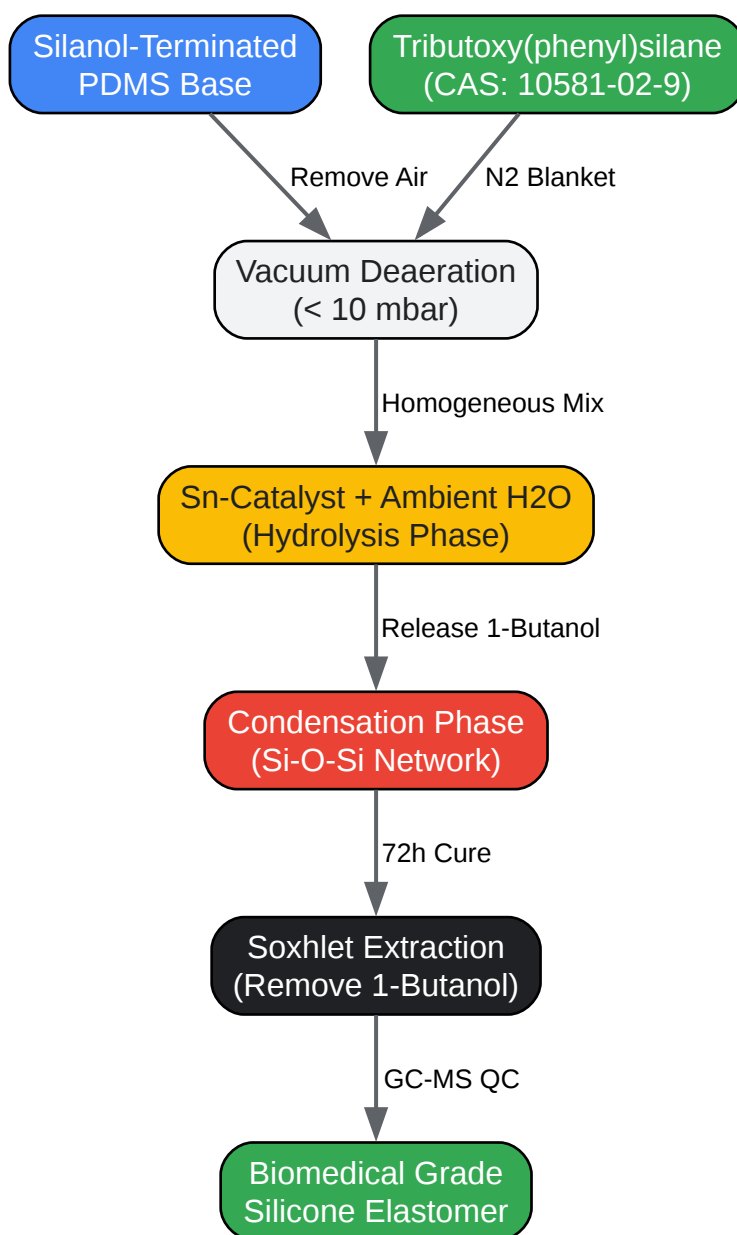 Silanol-Terminated
PDMS Base
Tributoxy(phenyl)silane
(CAS: 10581-02-9)
Remove Air
N2 Blanket
Vacuum Deaeration
(< 10 mbar)
Homogeneous Mix
Sn-Catalyst + Ambient H2O
(Hydrolysis Phase)
Release 1-Butanol
Condensation Phase
(Si-O-Si Network)
72h Cure
Soxhlet Extraction
(Remove 1-Butanol)
GC-MS QC
Biomedical Grade
Silicone Elastomer